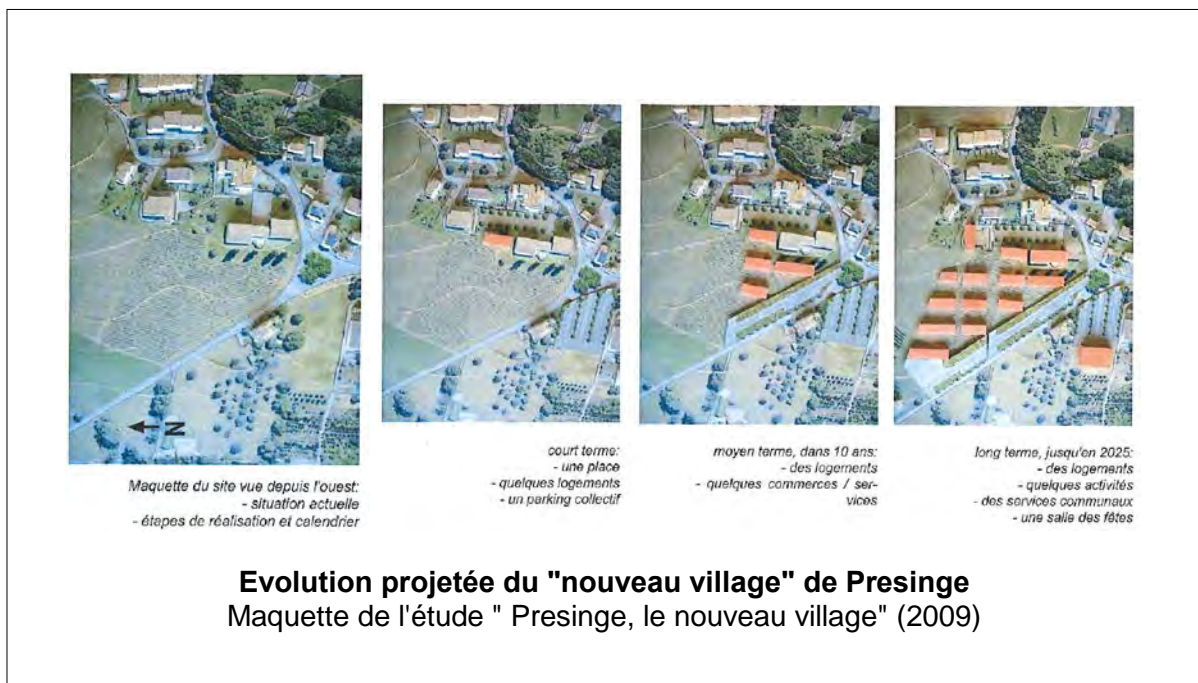 N
Maquette du site vue depuis l'ouest:
- situation actuelle
- étapes de réalisation et calendrier
court terme:
- une place
- quelques logements
- un parking collectif
moyen terme, dans 10 ans:
- des logements
- quelques commerces / ser-
vices
long terme, jusqu'en 2025:
- des logements
- quelques activités
- des services communaux
- une salle des fêtes
Evolution projetée du "nouveau village" de Presinge
Maquette de l'étude " Presinge, le nouveau village" (2009)